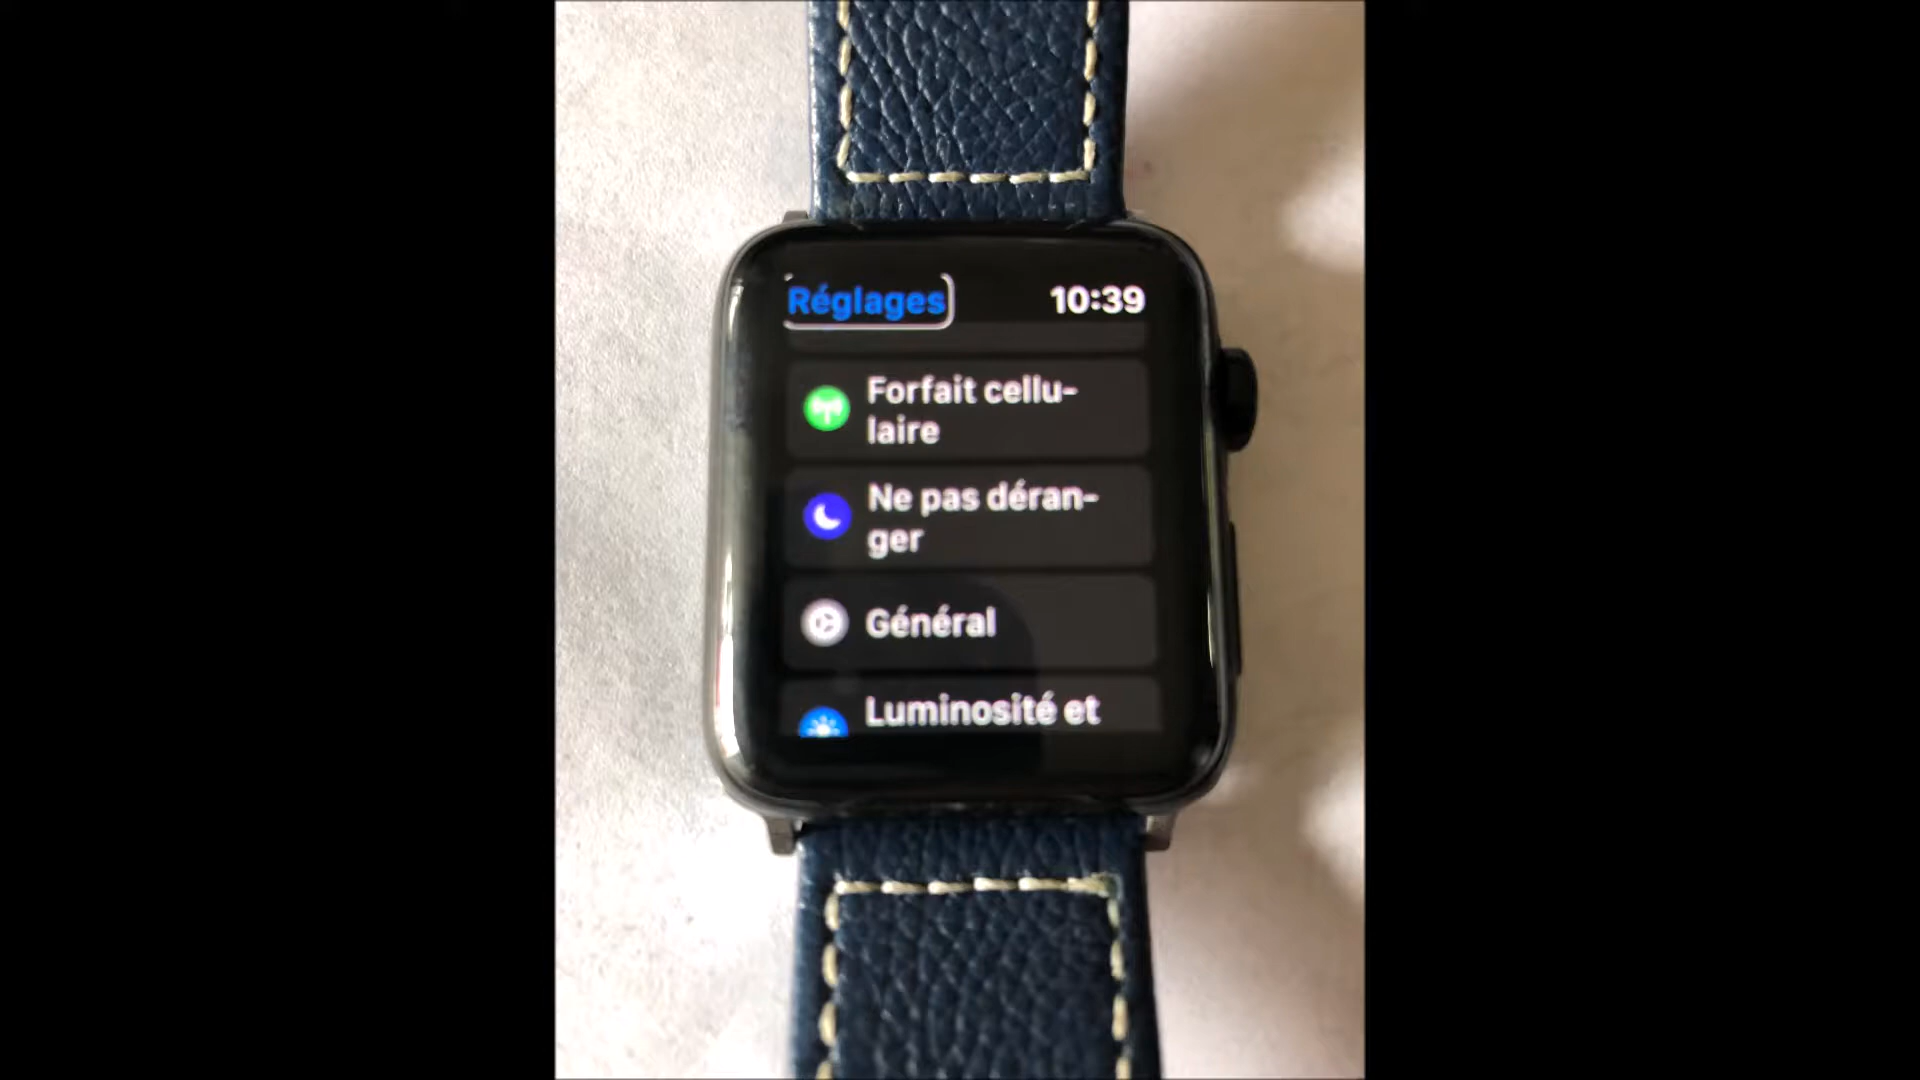 Réglages 10:39
Forfait cellu-
laire
Ne pas déran-
ger
Général
Luminosité et